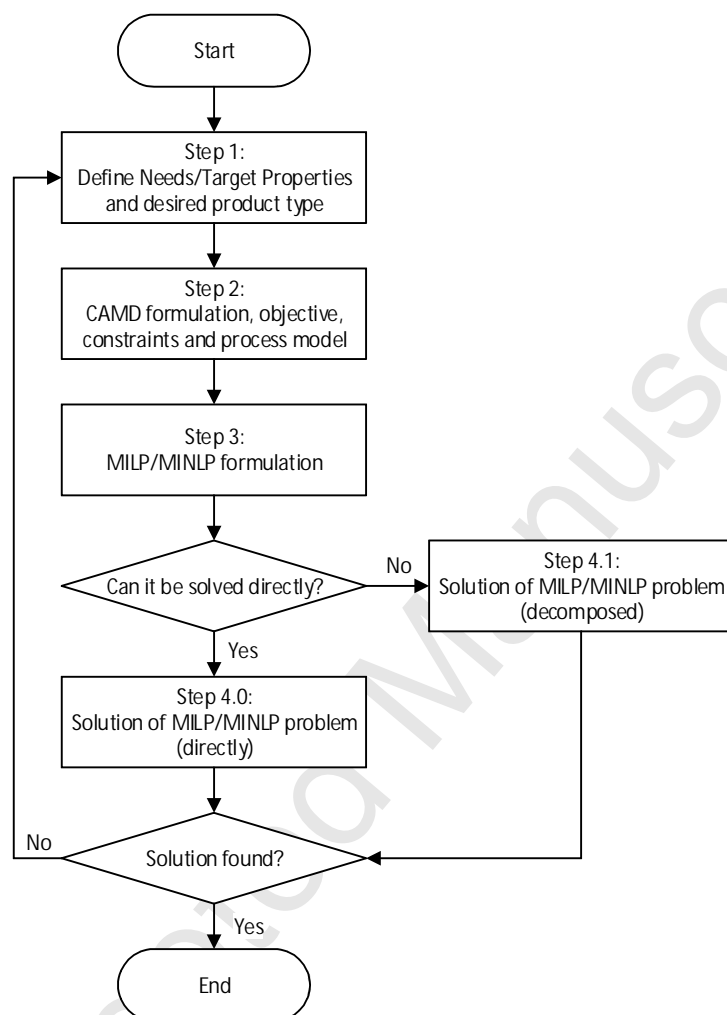 Start
Step 1:
Define Needs/Target Properties
and desired product type
Step 2:
CAMD formulation, objective,
constraints and process model
Step 3:
MILP/MINLP formulation
Can it be solved directly?
No
Step 4.1:
Solution of MILP/MINLP problem
(decomposed)
Yes
Step 4.0:
Solution of MILP/MINLP problem
(directly)
No
Solution found?
Yes
End